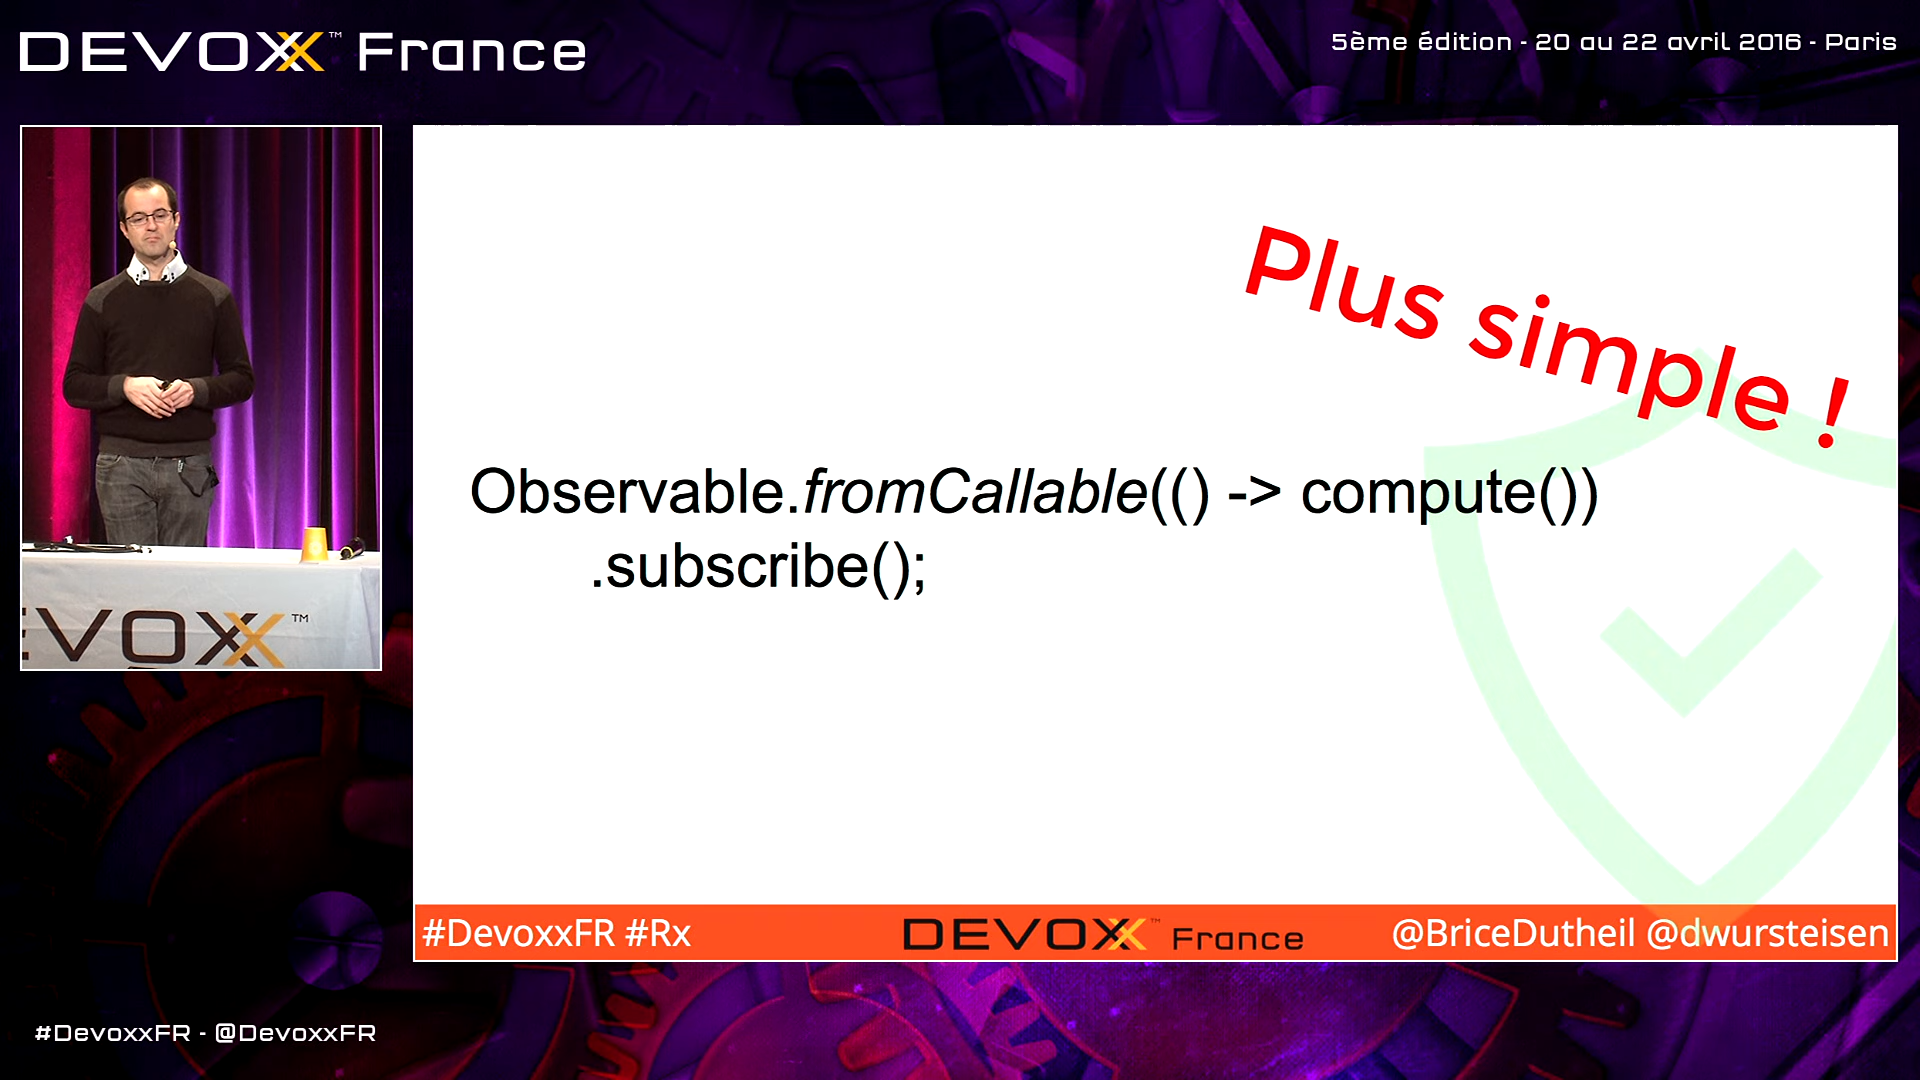 DEVOXX™ France
5ème édition - 20 au 22 avril 2016 - Paris
Plus simple !
Observable.fromCallable(() -> compute())
.subscribe();
EVOXX™
#DevoxxFR #Rx
DEVOXX™ France
@BriceDutheil @dwursteisen
#DevoxxFR - @DevoxxFR